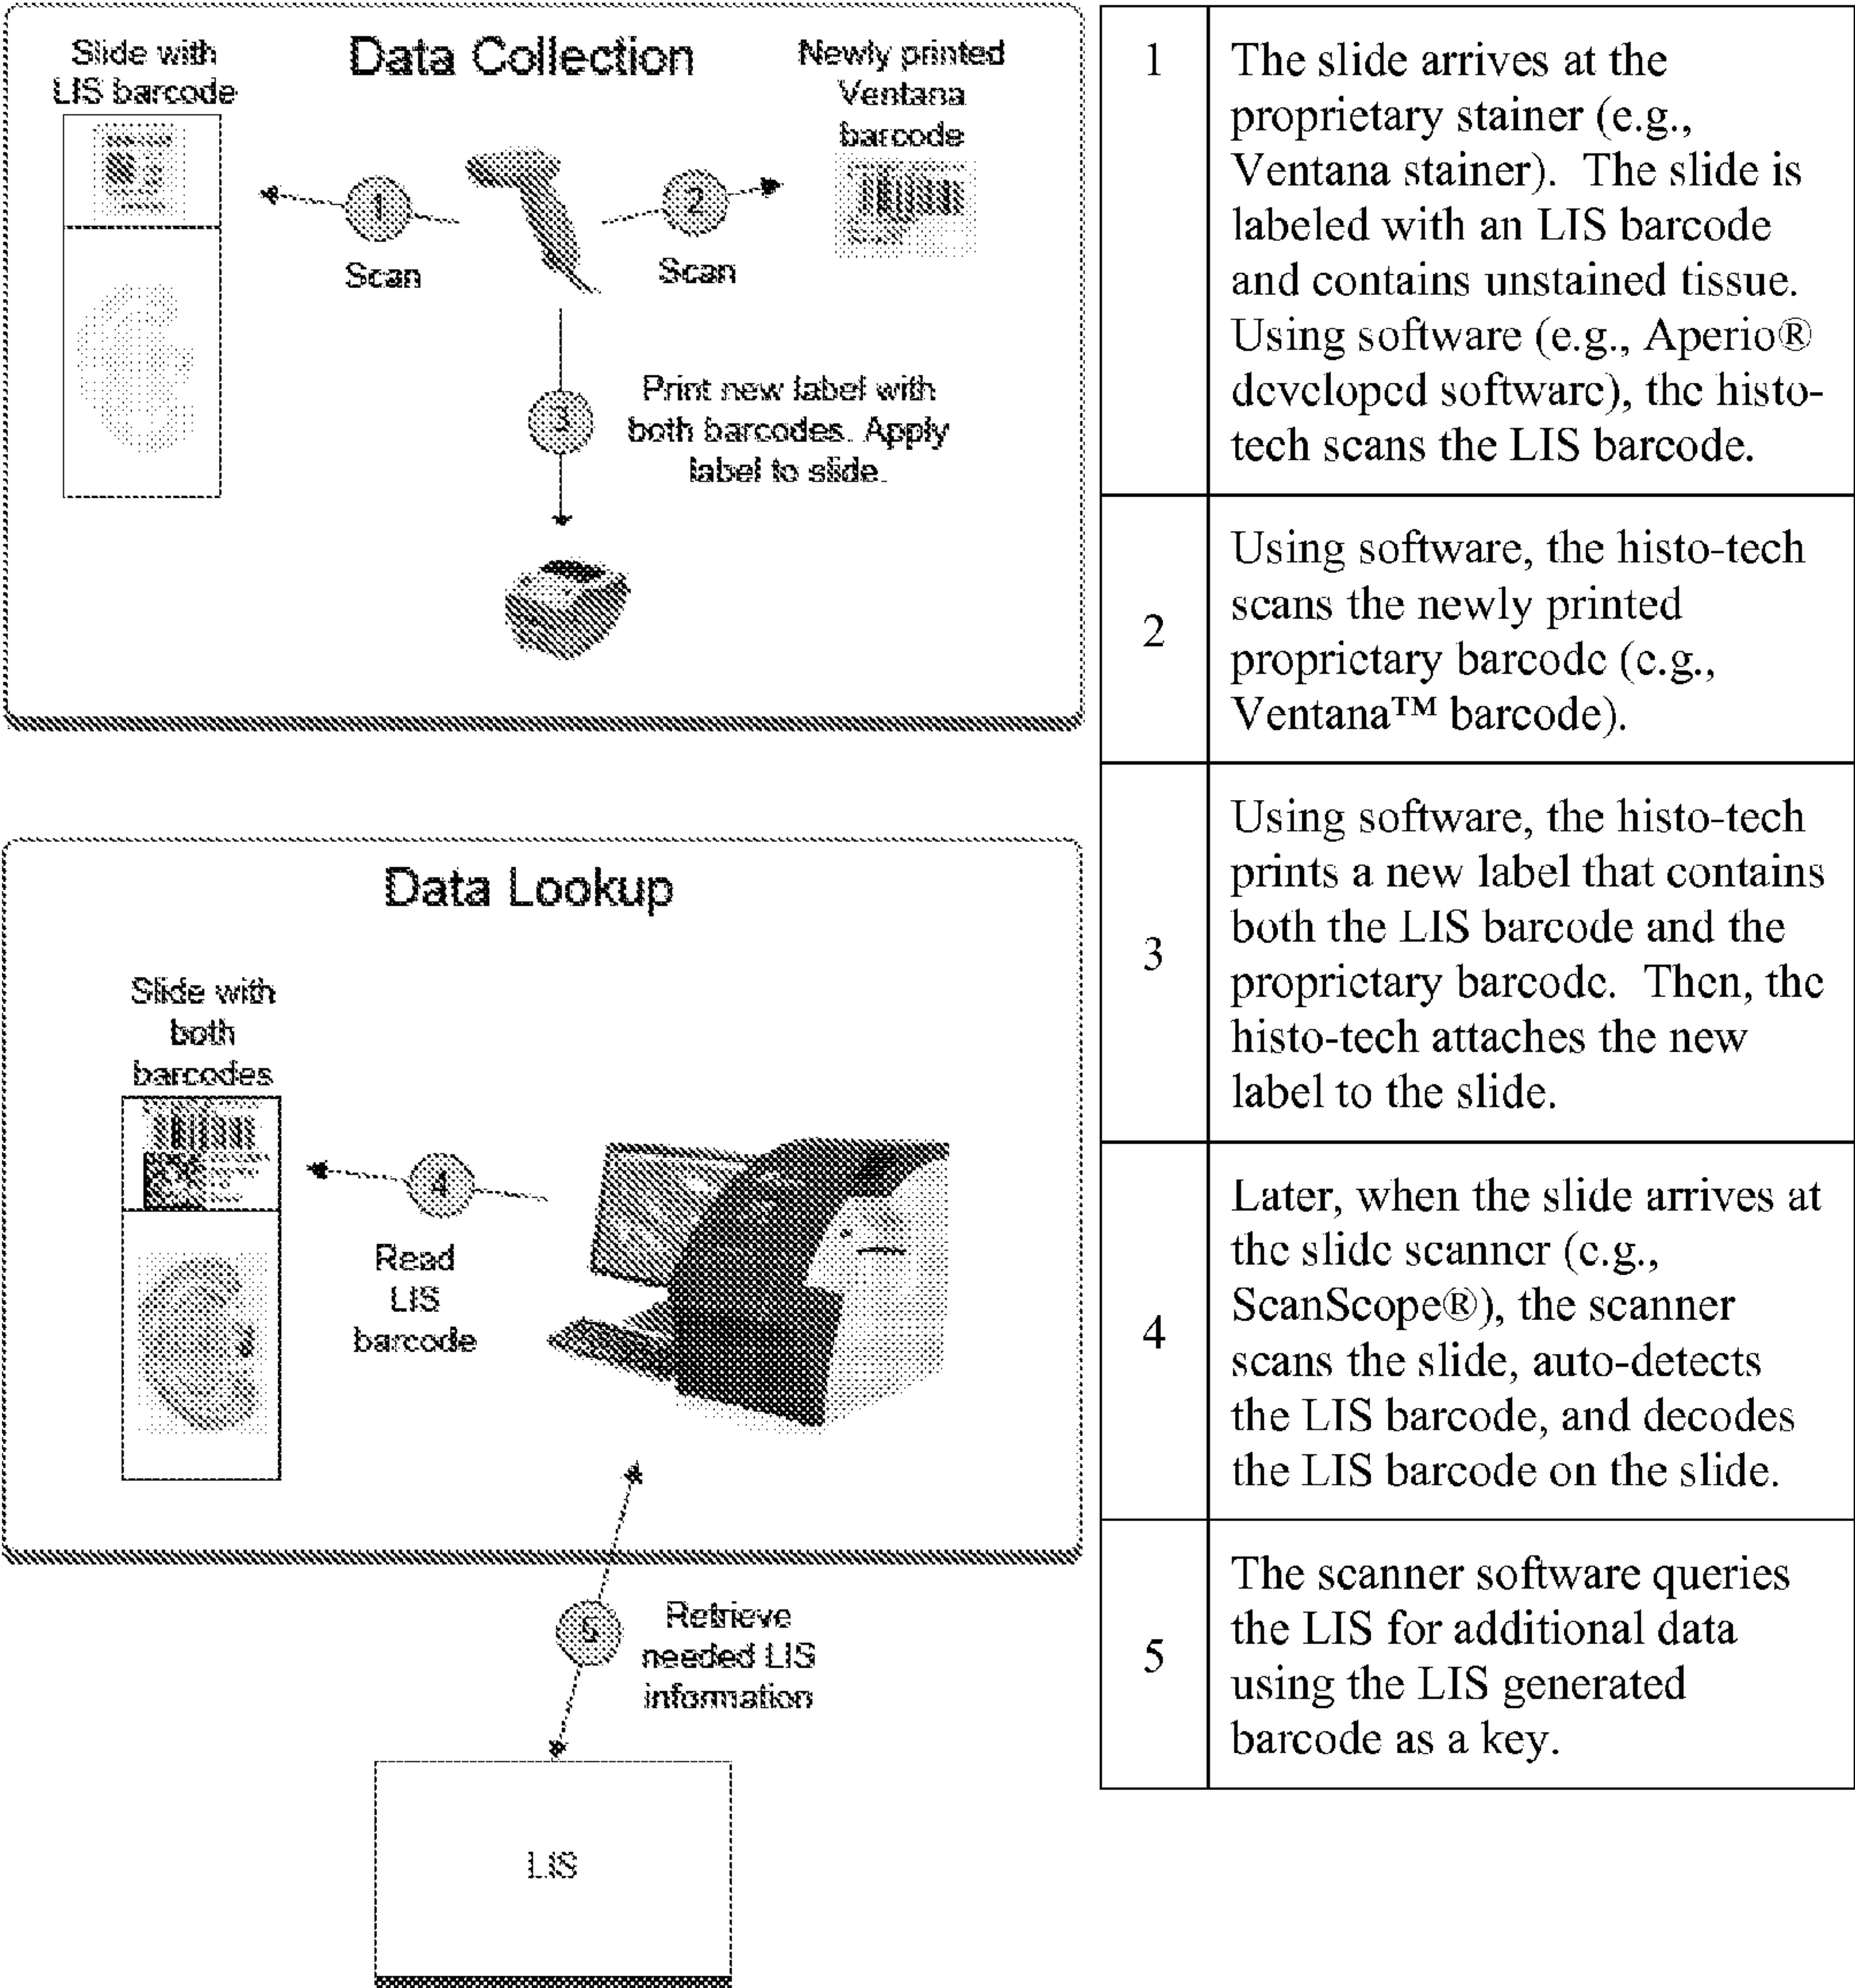 Data Collection
Slide with
LIS barcode
Newly printed
Ventana
barcode
1
Scan
2
Scan
3
Print new label with
both barcodes. Apply
label to slide.
Data Lookup
Slide with
both
barcodes
4
Read
LIS
barcode
5
Retrieve
needed LIS
information
LIS
1
The slide arrives at the
proprietary stainer (e.g.,
Ventana stainer). The slide is
labeled with an LIS barcode
and contains unstained tissue.
Using software (e.g., Aperio®
developed software), the histo-
tech scans the LIS barcode.
2
Using software, the histo-tech
scans the newly printed
proprietary barcode (e.g.,
Ventana™ barcode).
3
Using software, the histo-tech
prints a new label that contains
both the LIS barcode and the
proprietary barcode. Then, the
histo-tech attaches the new
label to the slide.
4
Later, when the slide arrives at
the slide scanner (e.g.,
ScanScope®), the scanner
scans the slide, auto-detects
the LIS barcode, and decodes
the LIS barcode on the slide.
5
The scanner software queries
the LIS for additional data
using the LIS generated
barcode as a key.